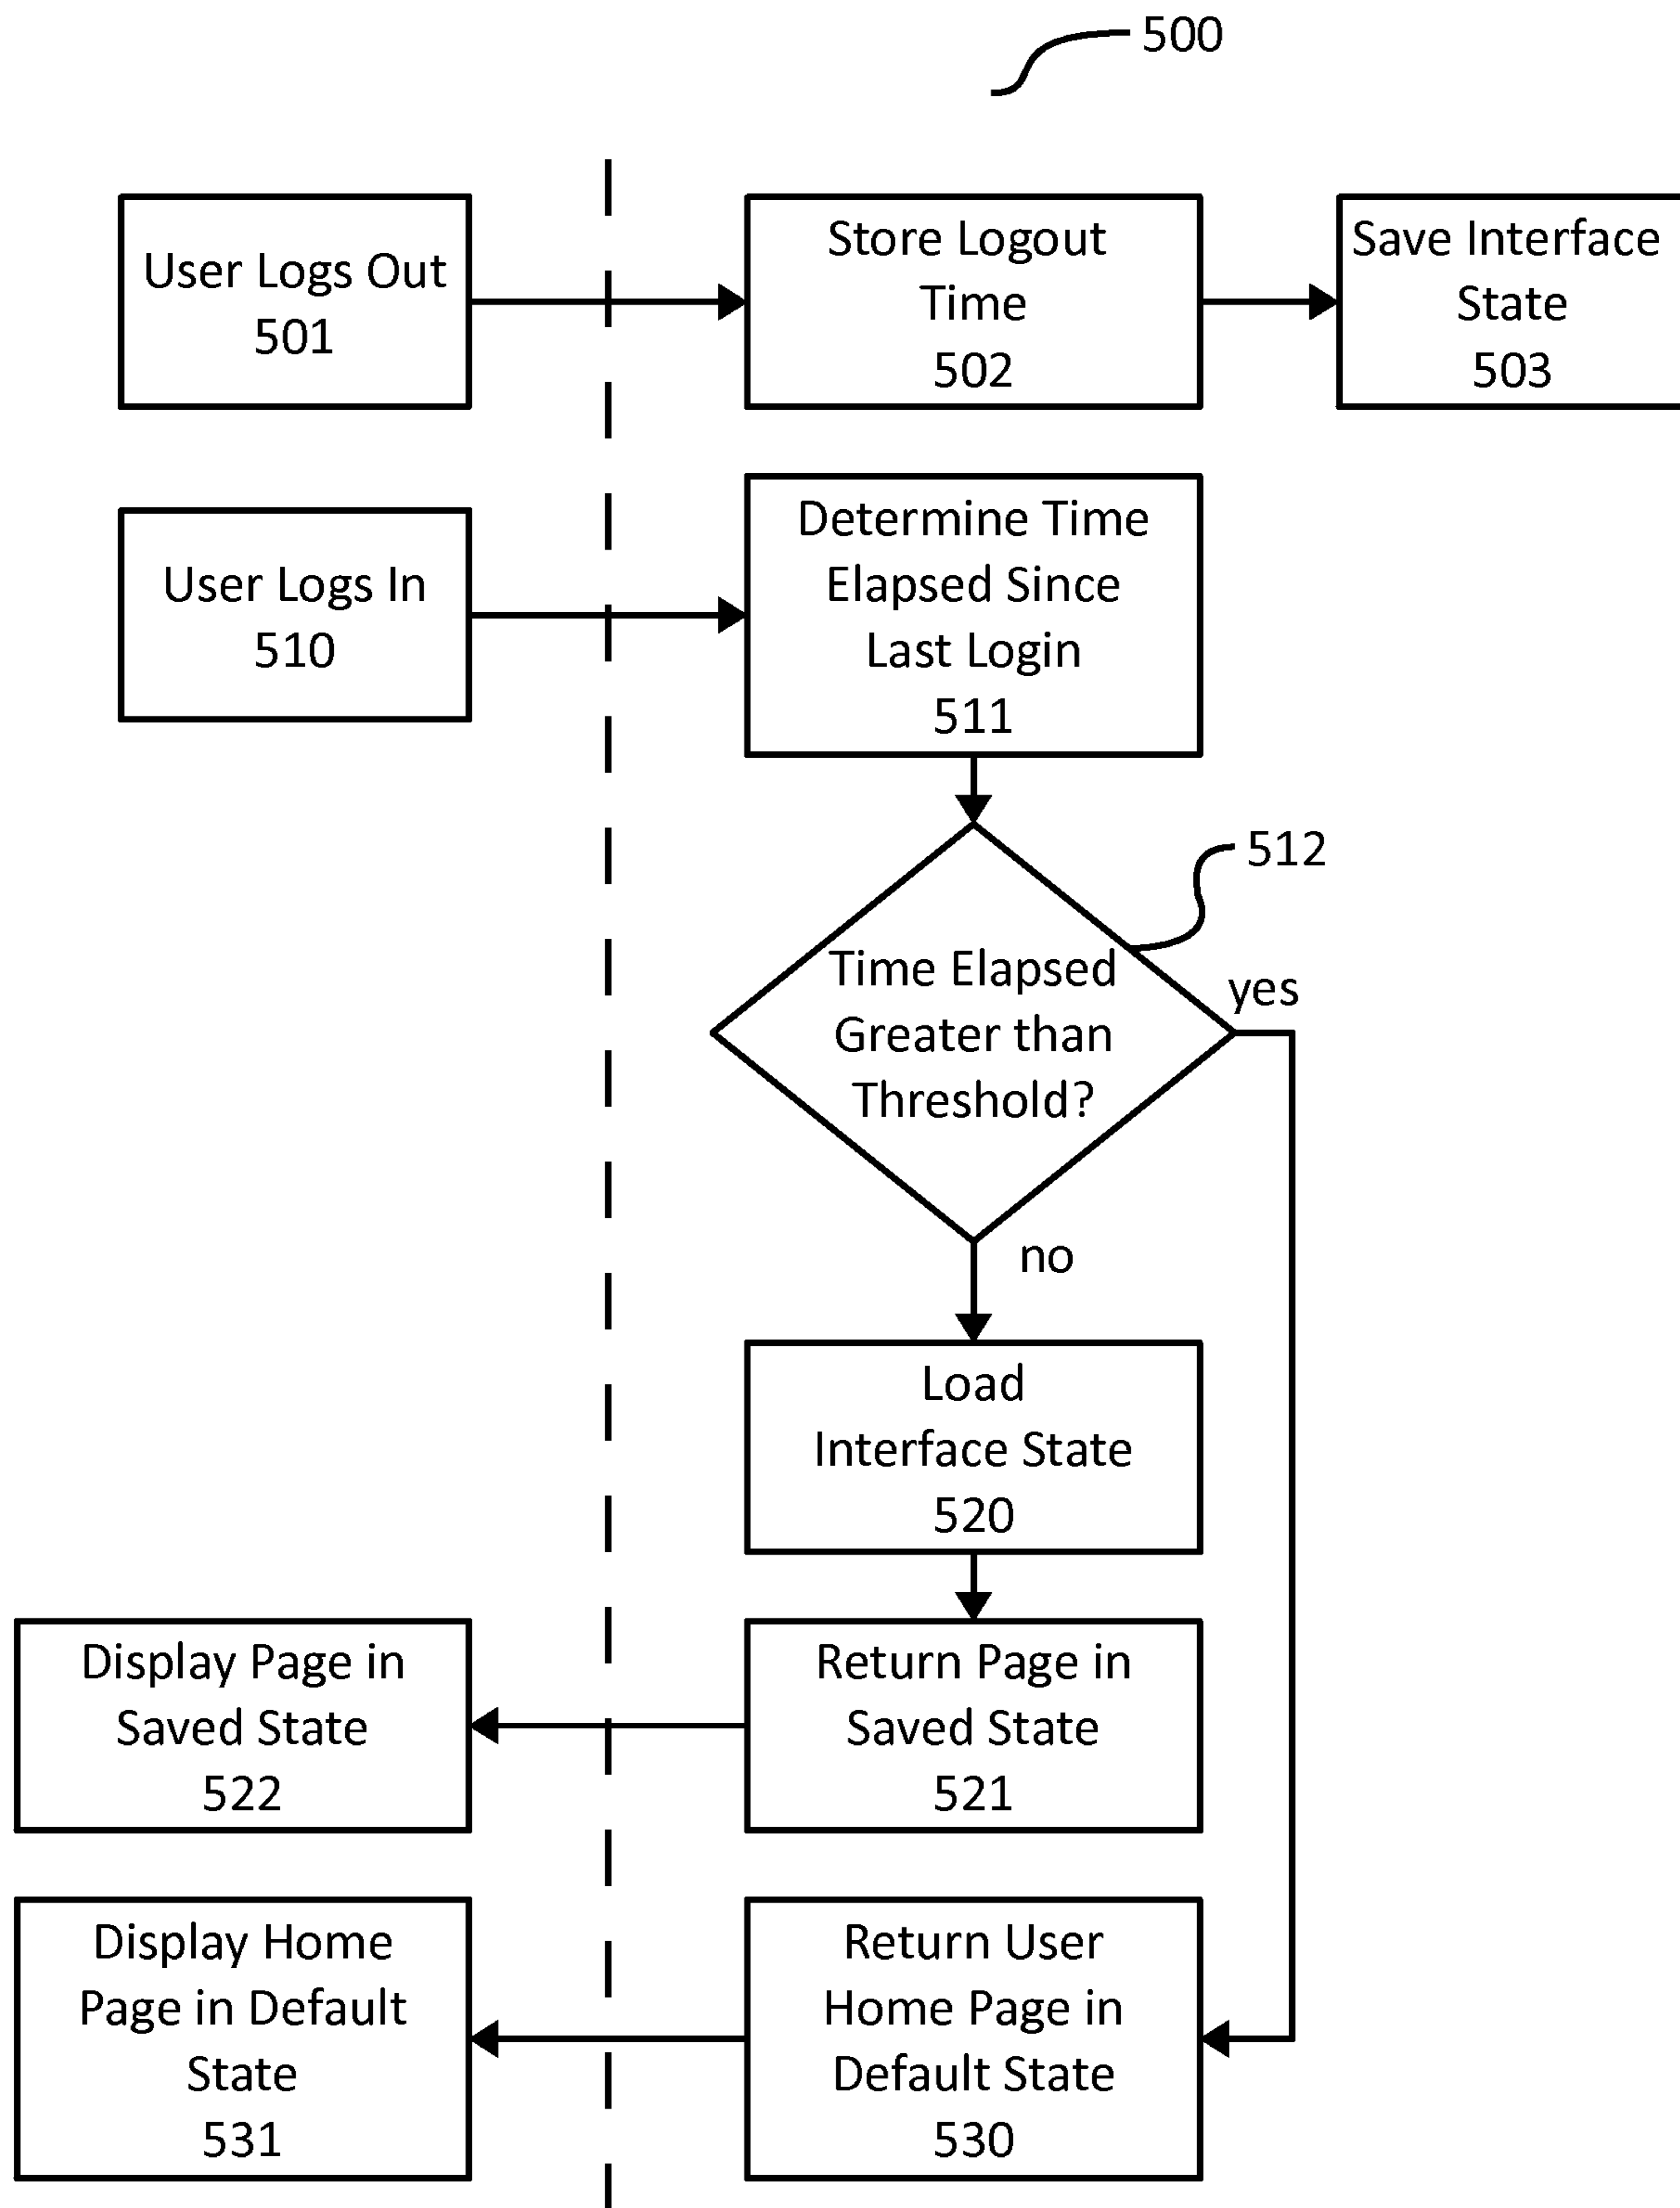 500
User Logs Out
501
Store Logout
Time
502
Save Interface
State
503
User Logs In
510
Determine Time
Elapsed Since
Last Login
511
512
Time Elapsed
Greater than
Threshold?
yes
no
Load
Interface State
520
Display Page in
Saved State
522
Return Page in
Saved State
521
Display Home
Page in Default
State
531
Return User
Home Page in
Default State
530